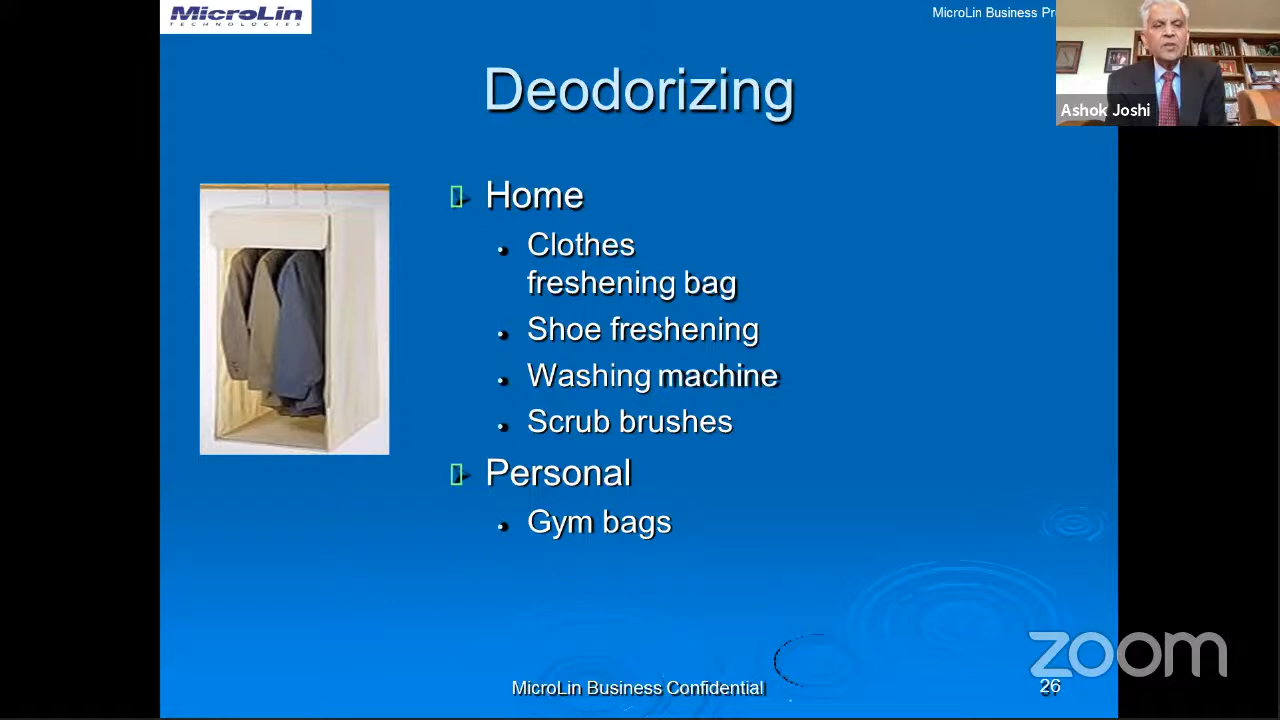 MicroLin
TECHNOLOGIES
MicroLin Business
Ashok Joshi
Deodorizing
Home
Clothes
freshening bag
Shoe freshening
Washing machine
Scrub brushes
Personal
Gym bags
zoom
MicroLin Business Confidential
26